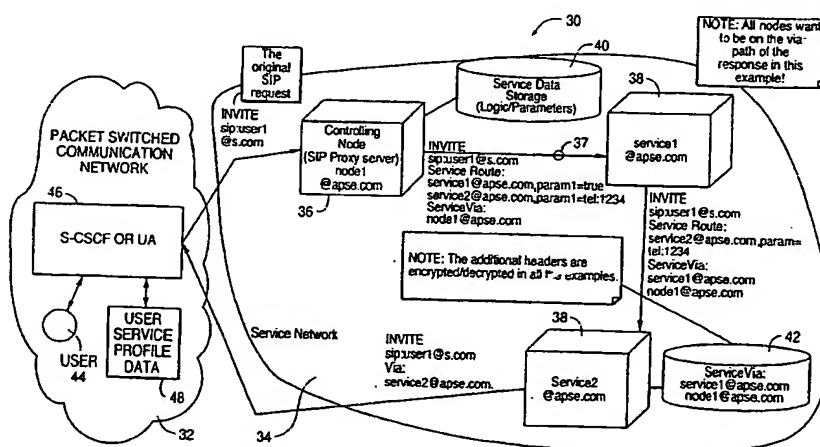 30
The
original
SIP
request
40
NOTE: All nodes want
to be on the via-
path of the
response in this
example!
INVITE
sip:user1
@s.com
Service Data
Storage
(Logic/Parameters)
38
PACKET SWITCHED
COMMUNICATION
NETWORK
Controlling
Node
(SIP Proxy server)
node1
@apse.com
36
INVITE
sip:user1@s.com
Service Route:
service1@apse.com,param1=true
service2@apse.com,param1=tel:1234
ServiceVia:
node1@apse.com
37
service1
@apse.com
46
S-CSCF OR UA
INVITE
sip:user1@s.com
Service Route:
service2@apse.com,param=
tel:1234
ServiceVia:
service1@apse.com
node1@apse.com
NOTE: The additional headers are
encrypted/decrypted in all this examples.
USER
44
USER
SERVICE
PROFILE
DATA
48
32
Service Network
34
INVITE
sip:user1@s.com
Via:
service2@apse.com.
38
Service2
@apse.com
42
ServiceVia:
service1@apse.com
node1@apse.com